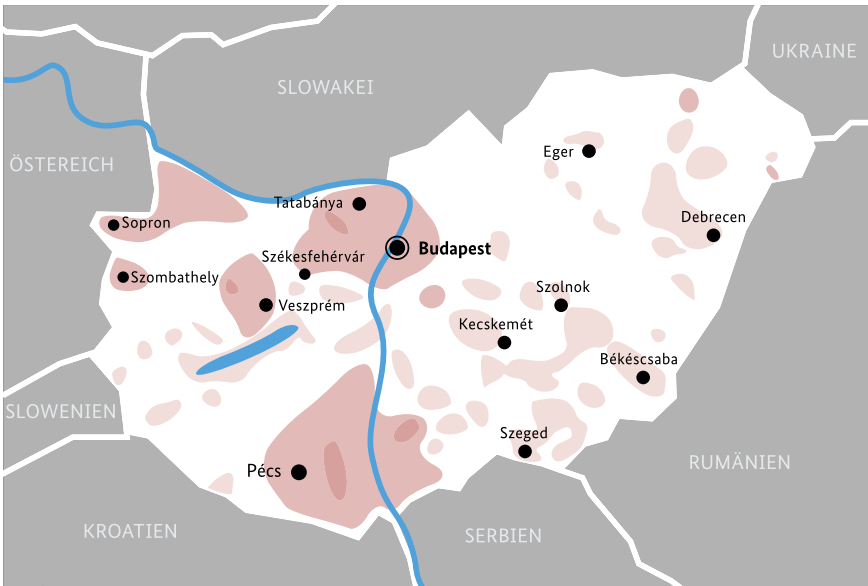 UKRAINE
SLOWAKEI
Eger
ÖSTEREICH
Tatabánya
Debrecen
Sopron
Budapest
Székesfehérvár
Szombathely
Szolnok
Veszprém
Kecskemét
Békéscsaba
SLOWENIEN
Szeged
RUMÄNIEN
Pécs
KROATIEN
SERBIEN